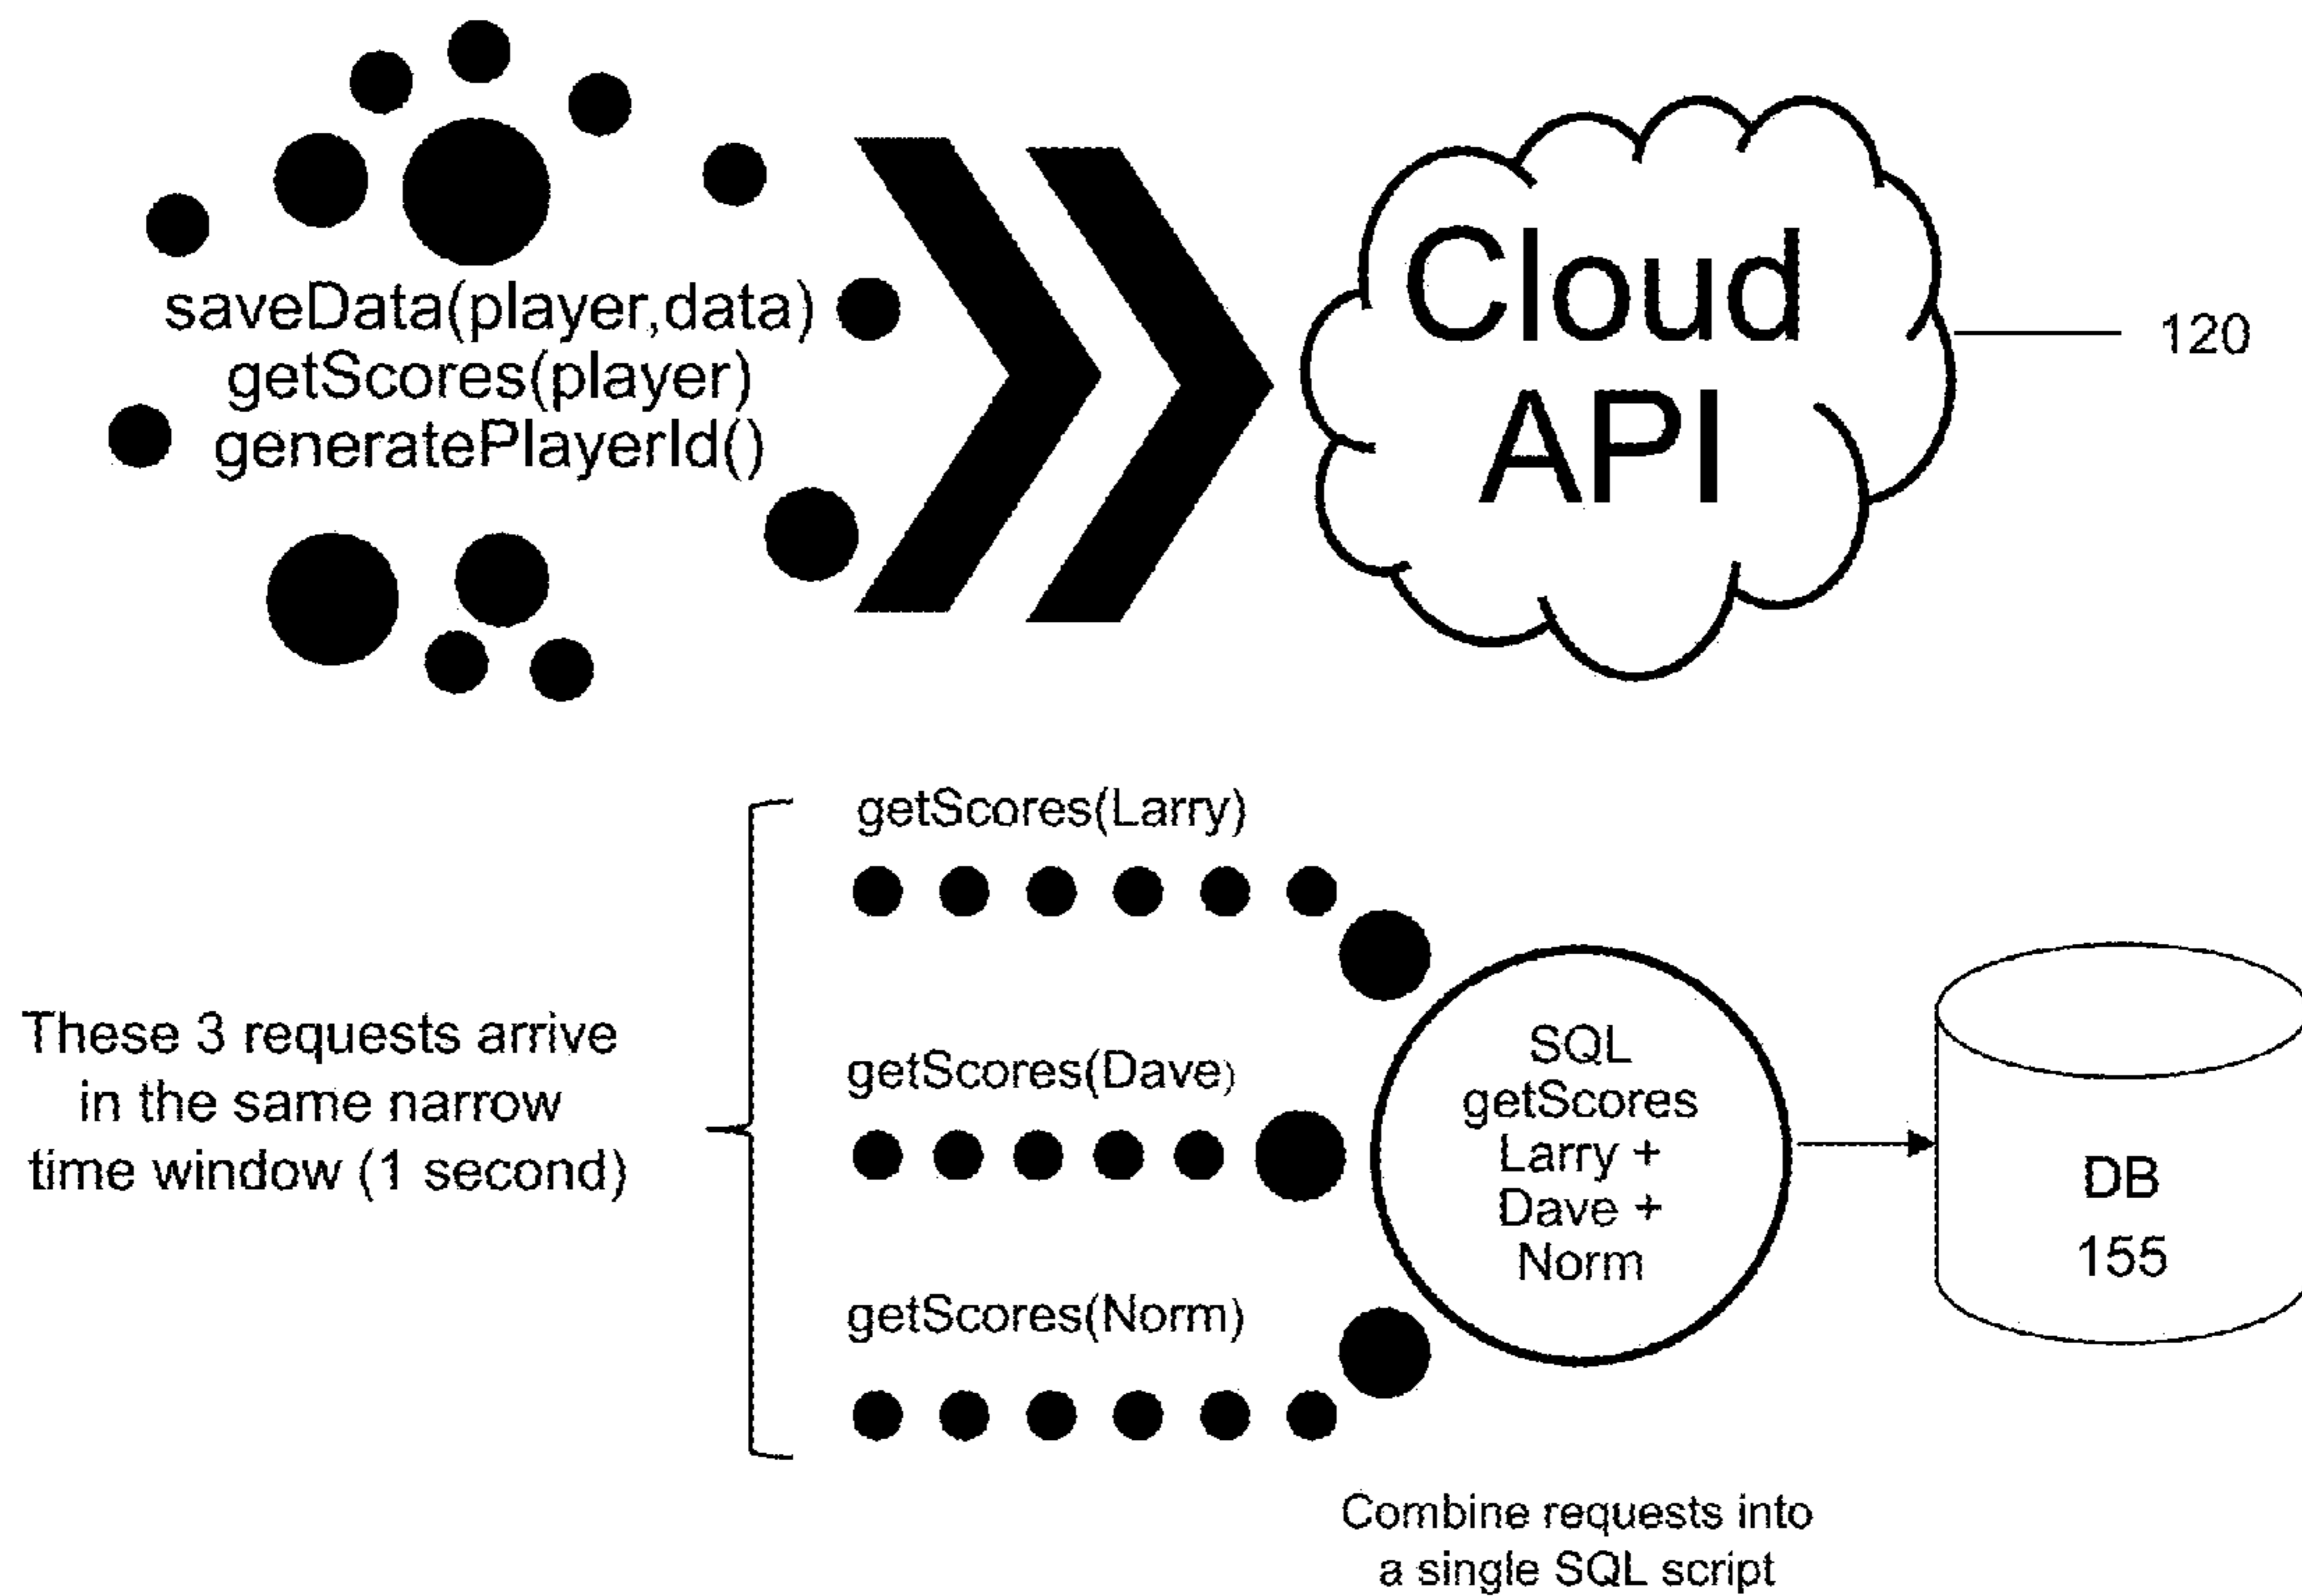 saveData(player,data)
getScores(player)
generatePlayerId()
Cloud
API
120
These 3 requests arrive
in the same narrow
time window (1 second)
getScores(Larry)
getScores(Dave)
getScores(Norm)
SQL
getScores
Larry +
Dave +
Norm
DB
155
Combine requests into
a single SQL script